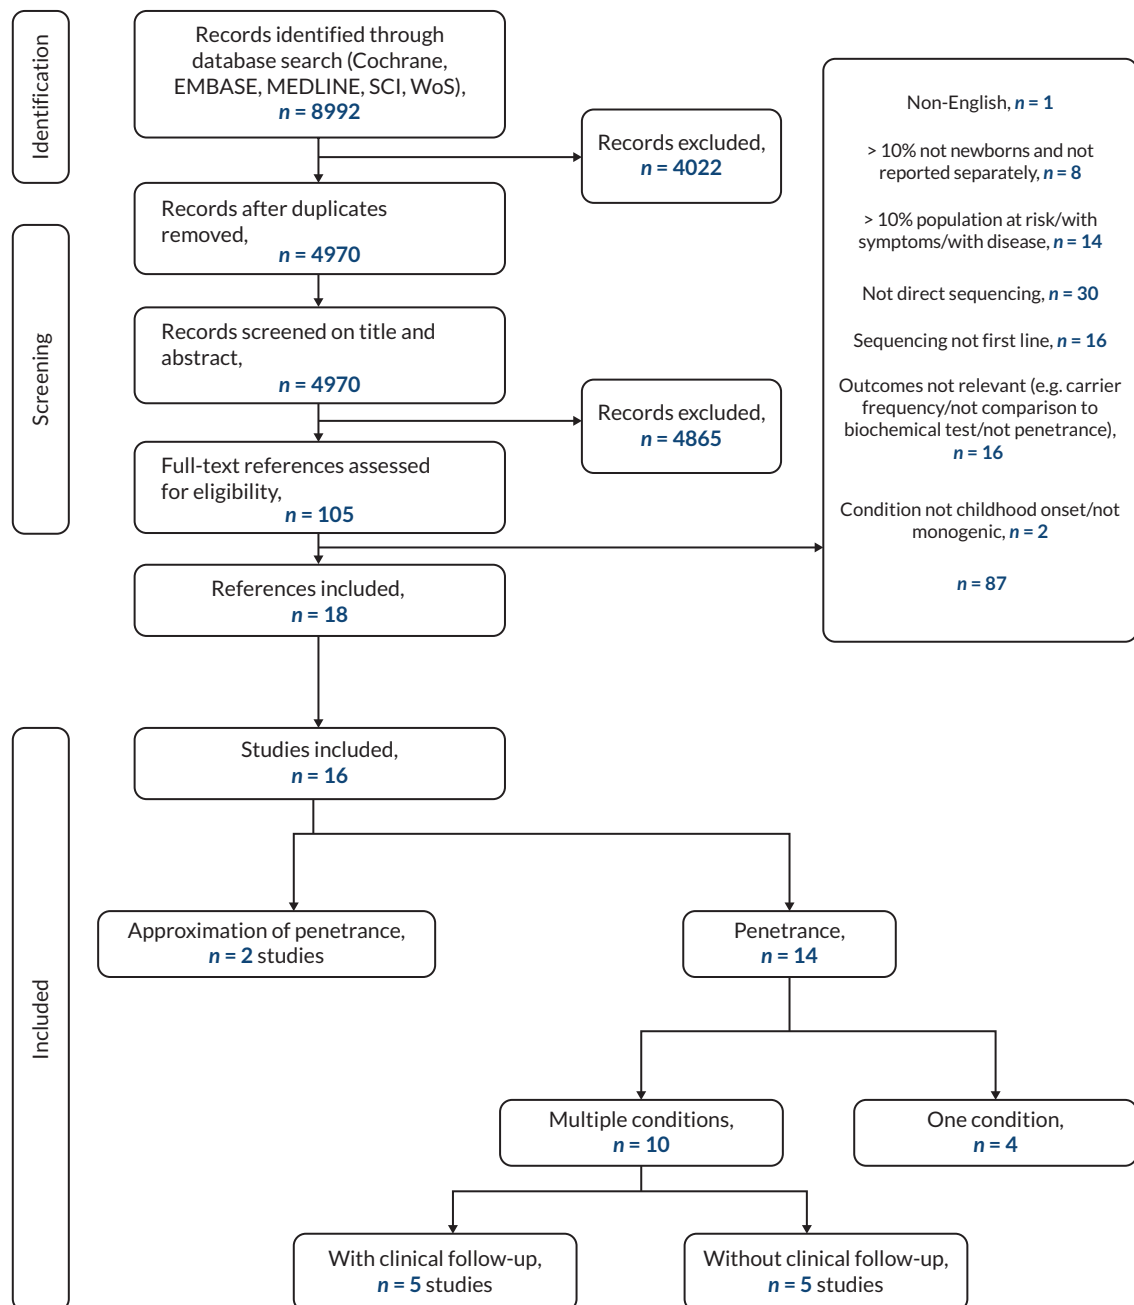 Identification
Records identified through
database search (Cochrane,
EMBASE, MEDLINE, SCI, WoS),
n = 8992
Records excluded,
n = 4022
Records after duplicates
removed,
n = 4970
Screening
Records screened on title and
abstract,
n = 4970
Records excluded,
n = 4865
Full-text references assessed
for eligibility,
n = 105
Non-English, n = 1
> 10% not newborns and not
reported separately, n = 8
> 10% population at risk/with
symptoms/with disease, n = 14
Not direct sequencing, n = 30
Sequencing not first line, n = 16
Outcomes not relevant (e.g. carrier
frequency/not comparison to
biochemical test/not penetrance),
n = 16
Condition not childhood onset/not
monogenic, n = 2
n = 87
References included,
n = 18
Included
Studies included,
n = 16
Approximation of penetrance,
n = 2 studies
Penetrance,
n = 14
Multiple conditions,
n = 10
One condition,
n = 4
With clinical follow-up,
n = 5 studies
Without clinical follow-up,
n = 5 studies